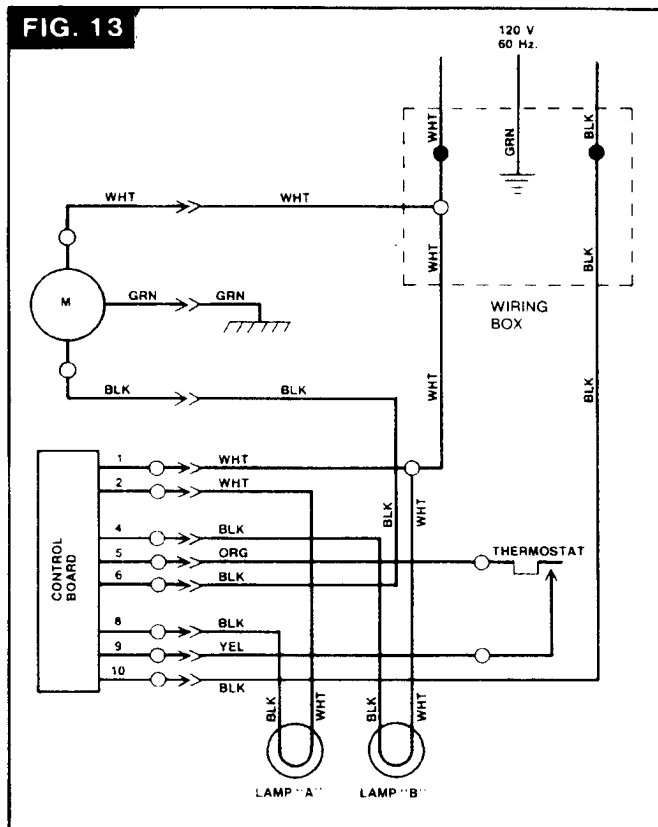 FIG. 13
120 V
60 Hz.
WHT
GRN
BLK
WHT
WHT
WHT
BLK
M
GRN
GRN
WIRING
BOX
BLK
BLK
WHT
BLK
CONTROL
BOARD
1
WHT
2
WHT
4
BLK
5
ORG
6
BLK
8
BLK
9
YEL
10
BLK
BLK
WHT
THERMOSTAT
BLK
WHT
BLK
WHT
LAMP "A"
LAMP "B"